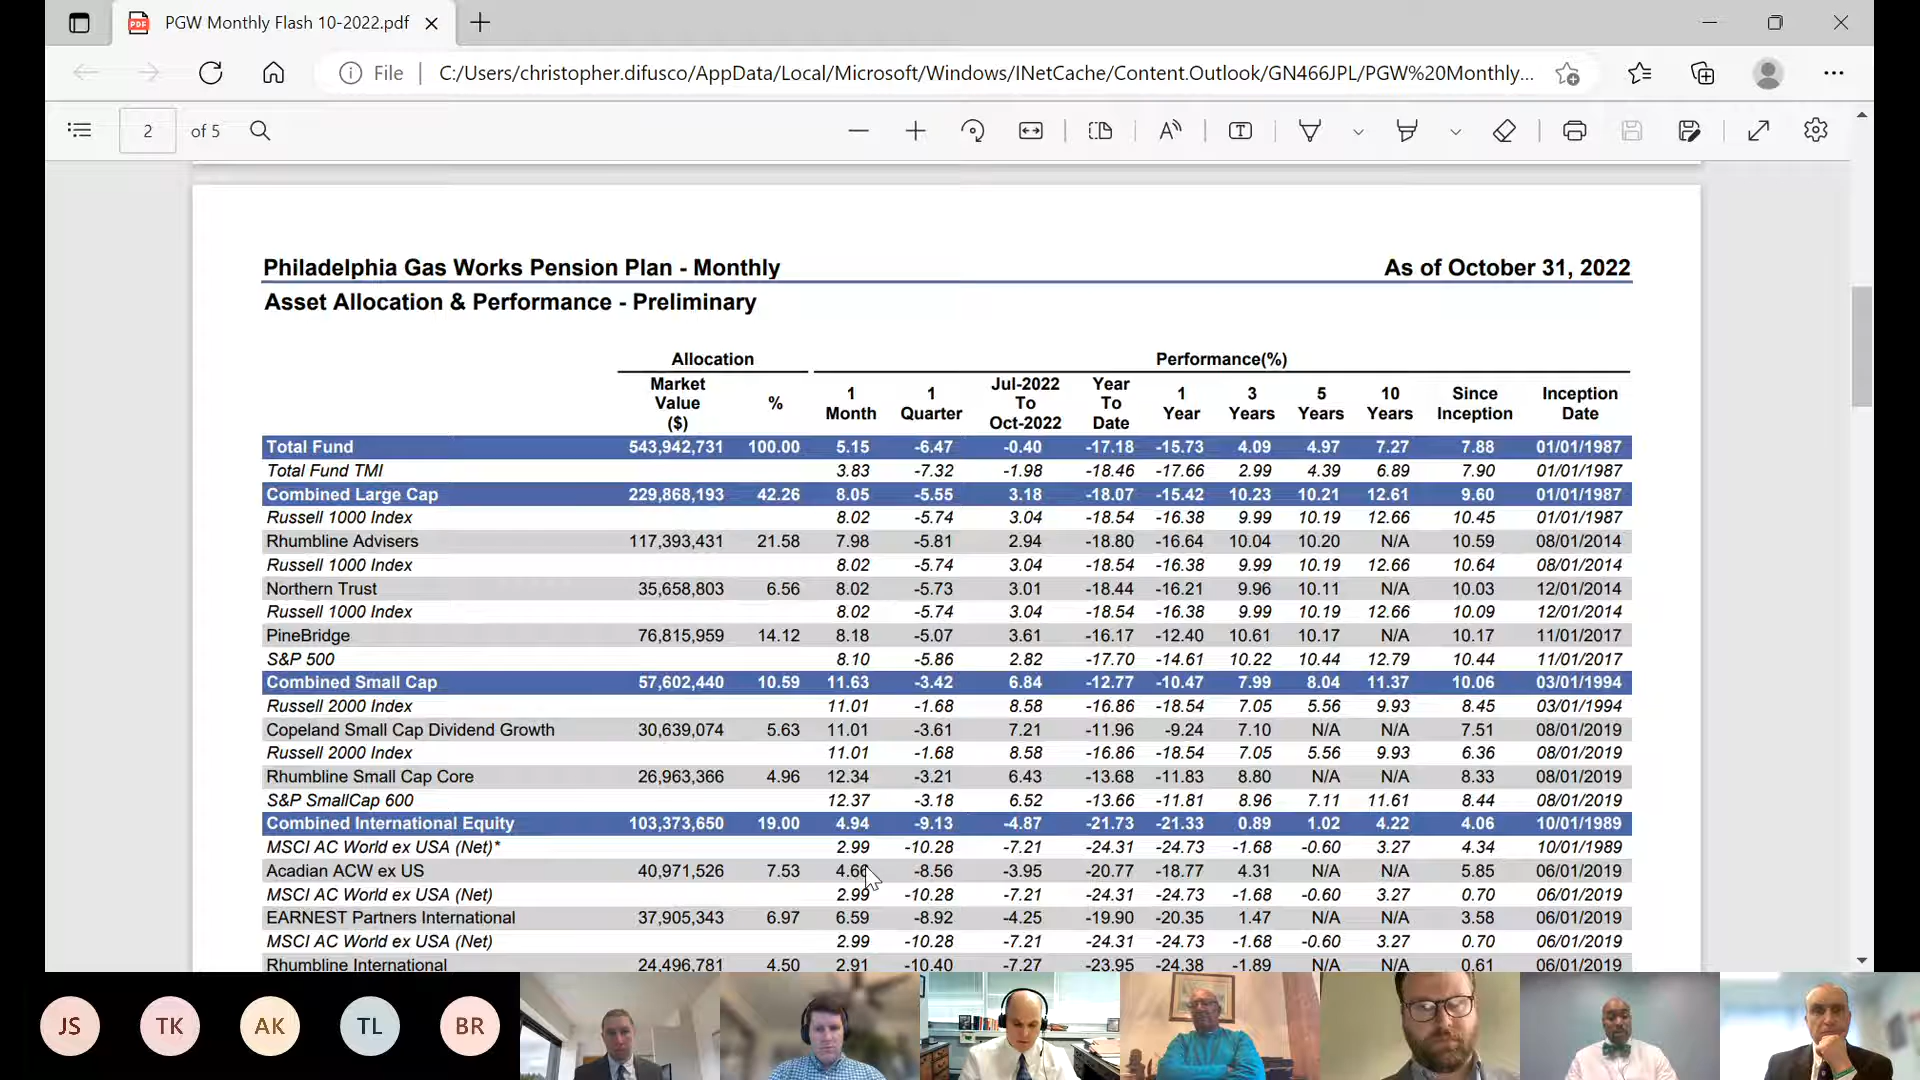 PGW Monthly Flash 10-2022.pdf
File C:/Users/christopher.difusco/AppData/Local/Microsoft/Windows/INetCache/Content.Outlook/GN466JPL/PGW%20Monthly...
2 of 5
Philadelphia Gas Works Pension Plan - Monthly As of October 31, 2022
Asset Allocation & Performance - Preliminary
Allocation Performance(%)
Market Value ($) % 1 Month 1 Quarter Jul-2022 To Oct-2022 Year To Date 1 Year 3 Years 5 Years 10 Years Since Inception Inception Date
Total Fund 543,942,731 100.00 5.15 -6.47 -0.40 -17.18 -15.73 4.09 4.97 7.27 7.88 01/01/1987
Total Fund TMI 3.83 -7.32 -1.98 -18.46 -17.66 2.99 4.39 6.89 7.90 01/01/1987
Combined Large Cap 229,868,193 42.26 8.05 -5.55 3.18 -18.07 -15.42 10.23 10.21 12.61 9.60 01/01/1987
Russell 1000 Index 8.02 -5.74 3.04 -18.54 -16.38 9.99 10.19 12.66 10.45 01/01/1987
Rhumbline Advisers 117,393,431 21.58 7.98 -5.81 2.94 -18.80 -16.64 10.04 10.20 N/A 10.59 08/01/2014
Russell 1000 Index 8.02 -5.74 3.04 -18.54 -16.38 9.99 10.19 12.66 10.64 08/01/2014
Northern Trust 35,658,803 6.56 8.02 -5.73 3.01 -18.44 -16.21 9.96 10.11 N/A 10.03 12/01/2014
Russell 1000 Index 8.02 -5.74 3.04 -18.54 -16.38 9.99 10.19 12.66 10.09 12/01/2014
PineBridge 76,815,959 14.12 8.18 -5.07 3.61 -16.17 -12.40 10.61 10.17 N/A 10.17 11/01/2017
S&P 500 8.10 -5.86 2.82 -17.70 -14.61 10.22 10.44 12.79 10.44 11/01/2017
Combined Small Cap 57,602,440 10.59 11.63 -3.42 6.84 -12.77 -10.47 7.99 8.04 11.37 10.06 03/01/1994
Russell 2000 Index 11.01 -1.68 8.58 -16.86 -18.54 7.05 5.56 9.93 8.45 03/01/1994
Copeland Small Cap Dividend Growth 30,639,074 5.63 11.01 -3.61 7.21 -11.96 -9.24 7.10 N/A N/A 7.51 08/01/2019
Russell 2000 Index 11.01 -1.68 8.58 -16.86 -18.54 7.05 5.56 9.93 6.36 08/01/2019
Rhumbline Small Cap Core 26,963,366 4.96 12.34 -3.21 6.43 -13.68 -11.83 8.80 N/A N/A 8.33 08/01/2019
S&P SmallCap 600 12.37 -3.18 6.52 -13.66 -11.81 8.96 7.11 11.61 8.44 08/01/2019
Combined International Equity 103,373,650 19.00 4.94 -9.13 -4.87 -21.73 -21.33 0.89 1.02 4.22 4.06 10/01/1989
MSCI AC World ex USA (Net)* 2.99 -10.28 -7.21 -24.31 -24.73 -1.68 -0.60 3.27 4.34 10/01/1989
Acadian ACW ex US 40,971,526 7.53 -8.56 -3.95 -20.77 -18.77 4.31 N/A N/A 5.85 06/01/2019
MSCI AC World ex USA (Net) 2.99 -10.28 -7.21 -24.31 -24.73 -1.68 -0.60 3.27 0.70 06/01/2019
EARNEST Partners International 37,905,343 6.97 6.59 -8.92 -4.25 -19.90 -20.35 1.47 N/A N/A 3.58 06/01/2019
MSCI AC World ex USA (Net) 2.99 -10.28 -7.21 -24.31 -24.73 -1.68 -0.60 3.27 0.70 06/01/2019
Rhumbline International 24,496,781 4.50 2.91 -10.40 -7.27 -23.95 -24.38 -1.89 N/A N/A 0.61 06/01/2019
JS TK AK TL BR